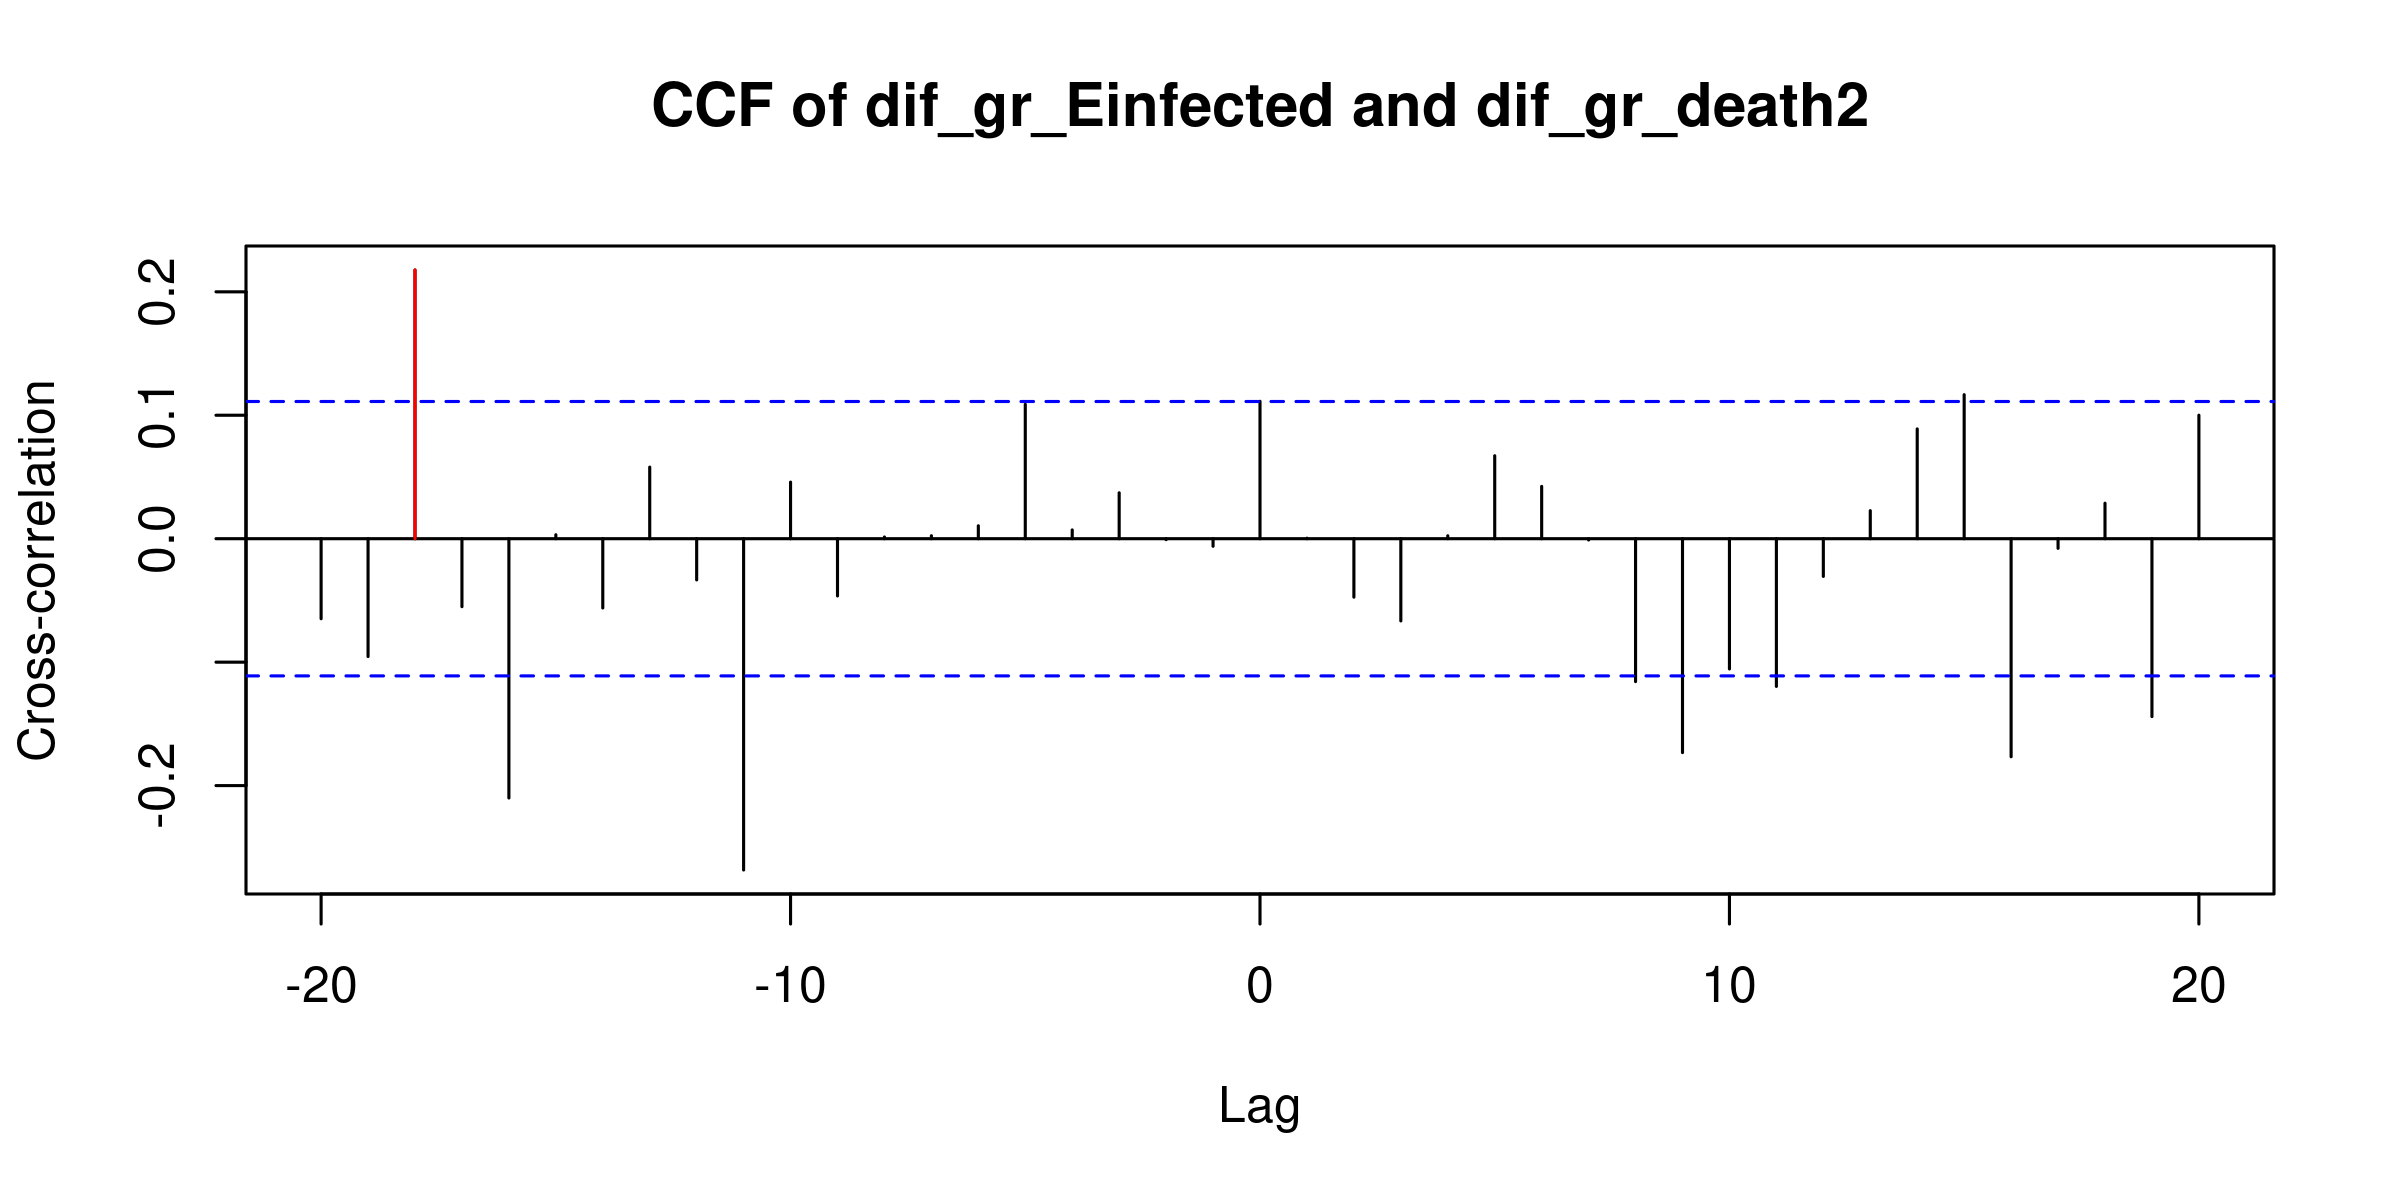 CCF of dif_gr_Einfected and dif_gr_death2
Cross-correlation
0.2
0.1
0.0
-0.2
-20 -10 0 10 20
Lag